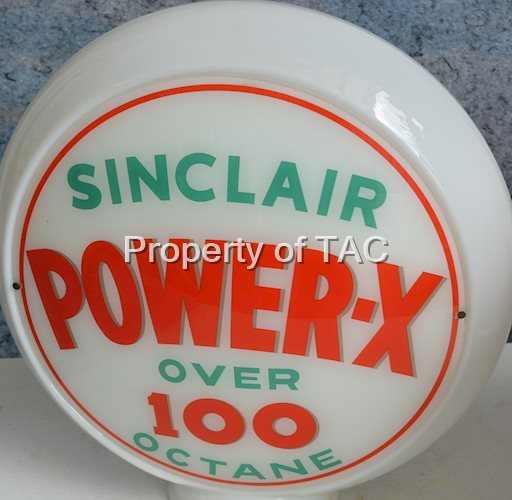 SINCLAIR
Property of TAC
POWER-X
OVER
100
OCTANE